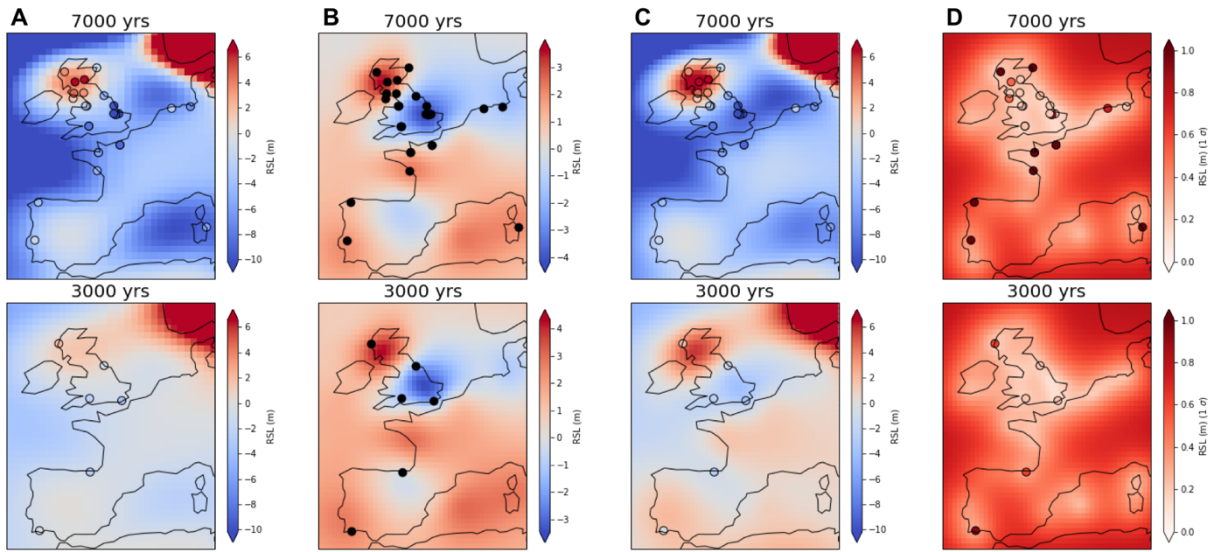 A B C D
7000 yrs 7000 yrs 7000 yrs 7000 yrs
6 3 6 1.0
4 2 4 0.8
2 1 2
0 0 0 0.6
−2 −1 −2 0.4
−4 −2 −4
−6 −3 −6 0.2
−8 −4 −8
−10 −10 0.0
RSL (m) RSL (m) RSL (m) RSL (m) (1 σ)
3000 yrs 3000 yrs 3000 yrs 3000 yrs
6 4 6 1.0
4 3 4 0.8
2 2 2
0 1 0 0.6
−2 0 −2 0.4
−4 −1 −4
−6 −2 −6 0.2
−8 −3 −8
−10 −10 0.0
RSL (m) RSL (m) RSL (m) RSL (m) (1 σ)